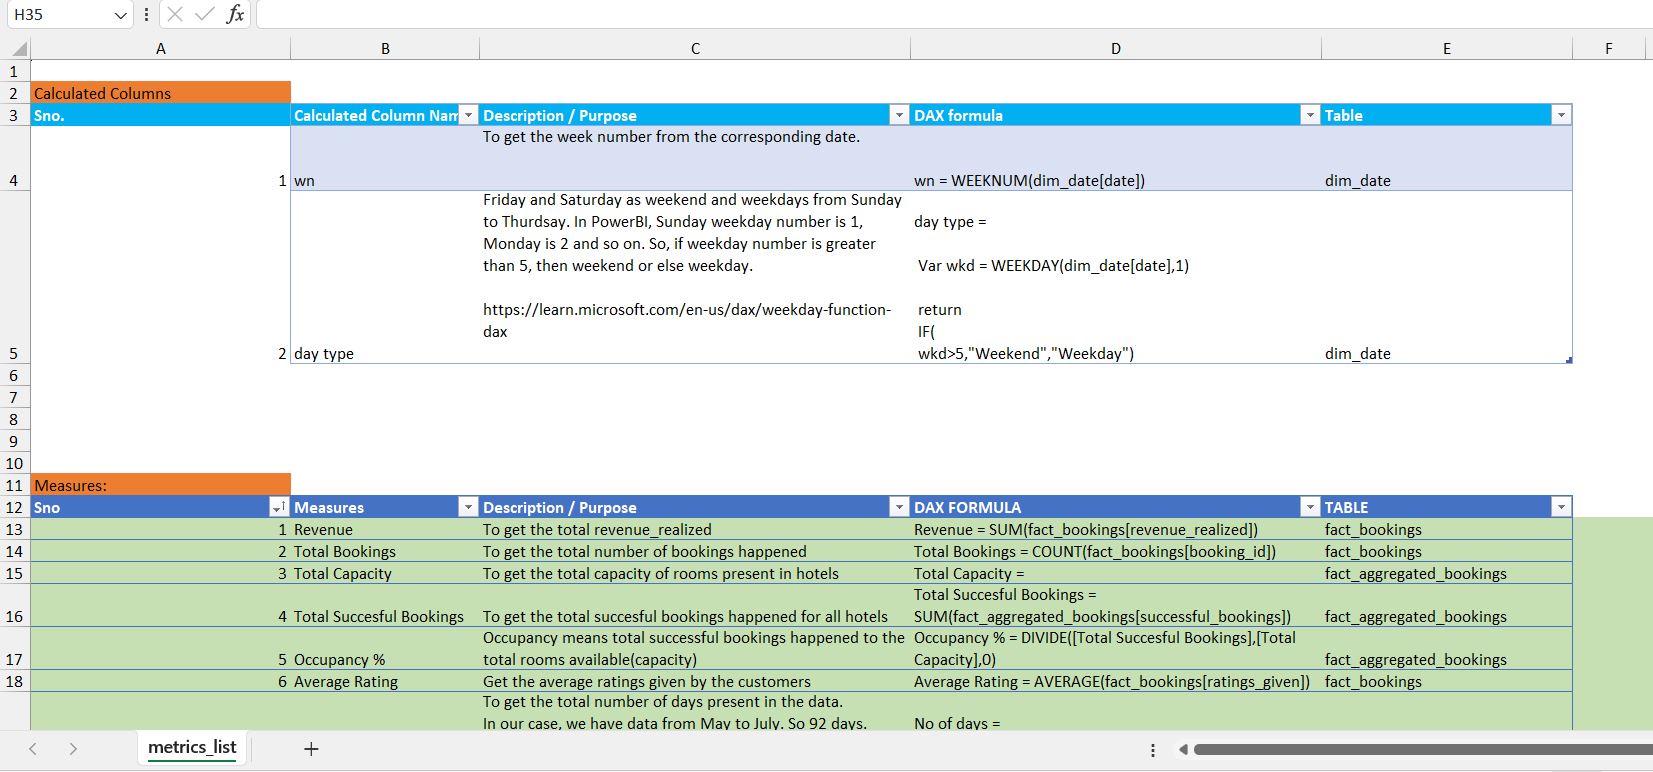 H35
fx
A B C D E F
1
2 Calculated Columns
3 Sno. Calculated Column Nam Description / Purpose DAX formula Table
To get the week number from the corresponding date.
4 1 wn wn = WEEKNUM(dim_date[date]) dim_date
Friday and Saturday as weekend and weekdays from Sunday
to Thurdsay. In PowerBI, Sunday weekday number is 1, day type =
Monday is 2 and so on. So, if weekday number is greater
than 5, then weekend or else weekday. Var wkd = WEEKDAY(dim_date[date],1)
https://learn.microsoft.com/en-us/dax/weekday-function- return
dax IF(
5 2 day type wkd>5,"Weekend","Weekday") dim_date
6
7
8
9
10
11 Measures:
12 Sno Measures Description / Purpose DAX FORMULA TABLE
13 1 Revenue To get the total revenue_realized Revenue = SUM(fact_bookings[revenue_realized]) fact_bookings
14 2 Total Bookings To get the total number of bookings happened Total Bookings = COUNT(fact_bookings[booking_id]) fact_bookings
15 3 Total Capacity To get the total capacity of rooms present in hotels Total Capacity = fact_aggregated_bookings
Total Succesful Bookings =
16 4 Total Succesful Bookings To get the total succesful bookings happened for all hotels SUM(fact_aggregated_bookings[successful_bookings]) fact_aggregated_bookings
Occupancy means total successful bookings happened to the Occupancy % = DIVIDE([Total Succesful Bookings],[Total
17 5 Occupancy % total rooms available(capacity) Capacity],0) fact_aggregated_bookings
18 6 Average Rating Get the average ratings given by the customers Average Rating = AVERAGE(fact_bookings[ratings_given]) fact_bookings
To get the total number of days present in the data.
In our case, we have data from May to July. So 92 days. No of days =
metrics_list